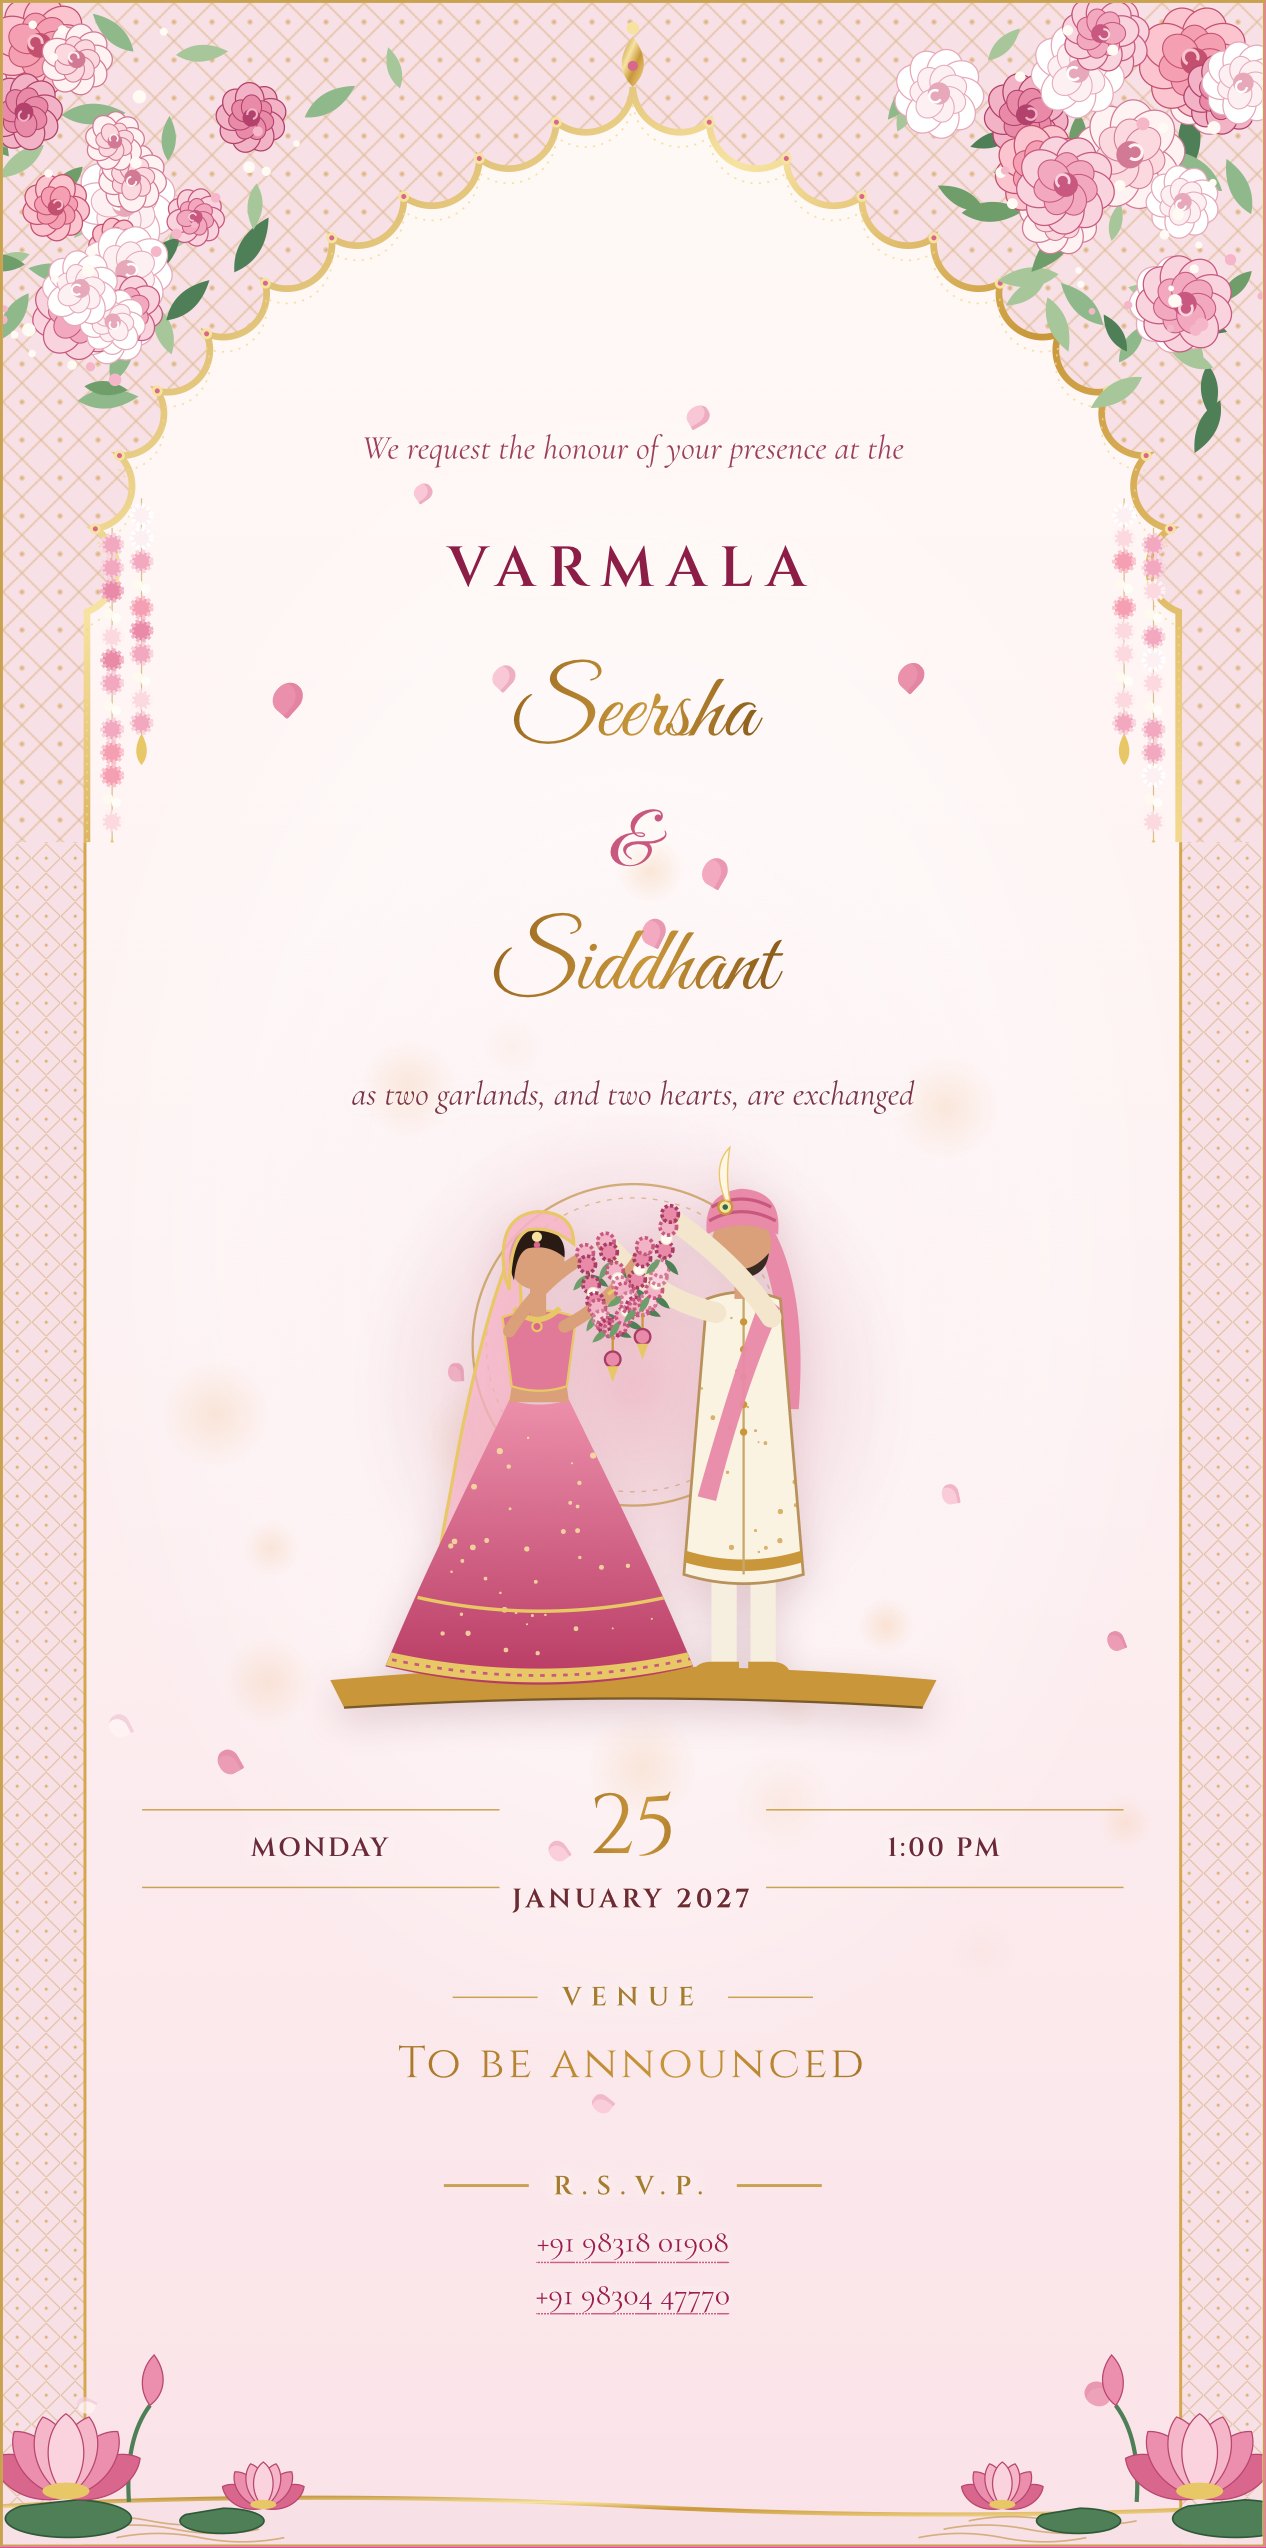 We request the honour of your presence at the
VARMALA
Seersha
&
Siddhant
as two garlands, and two hearts, are exchanged
MONDAY
25
JANUARY 2027
1:00 PM
VENUE
To be announced
R.S.V.P.
+91 98318 01908
+91 98304 47770